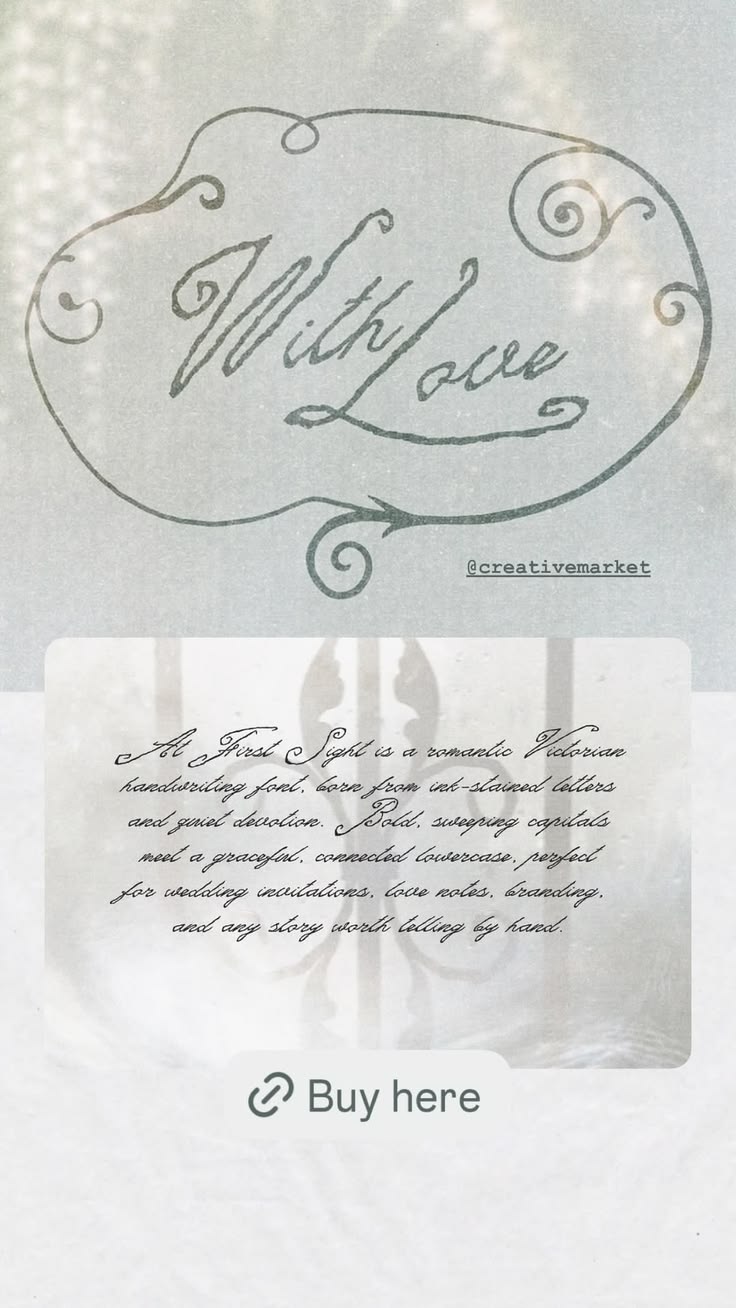 With
Love
@creativemarket
At First Sight is a romantic Victorian
handwriting font, born from ink-stained letters
and quiet devotion. Bold, sweeping capitals
meet a graceful, connected lowercase, perfect
for wedding invitations, love notes, branding,
and any story worth telling by hand.
Buy here